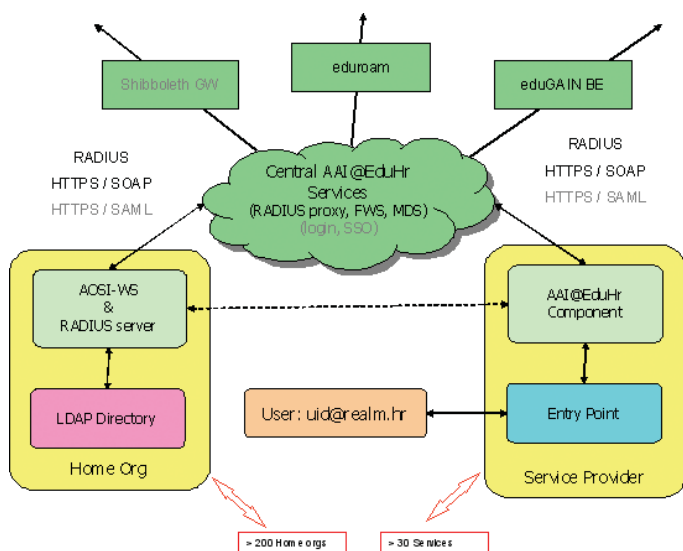 Shibboleth GW
eduroam
eduGAIN BE
RADIUS
HTTPS / SOAP
HTTPS / SAML
Central AAI@EduHr
Services
(RADIUS proxy, FWS, MDS)
(login, SSO)
RADIUS
HTTPS / SOAP
HTTPS / SAML
AOSI-WS
&
RADIUS server
LDAP Directory
Home Org
User: uid@realm.hr
AAI@EduHr
Component
Entry Point
Service Provider
> 200 Home orgs
> 30 Services